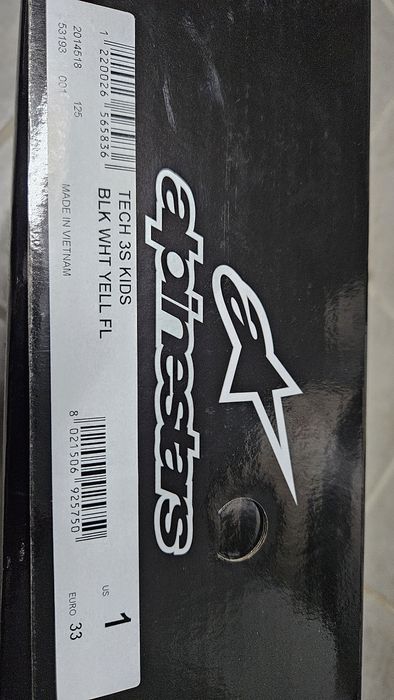 alpinestars
TECH 3S KIDS
BLK WHT YELL FL
1 220026 565836
2014518 125
53193 001
MADE IN VIETNAM
8 021506 925750
US 1
EURO 33